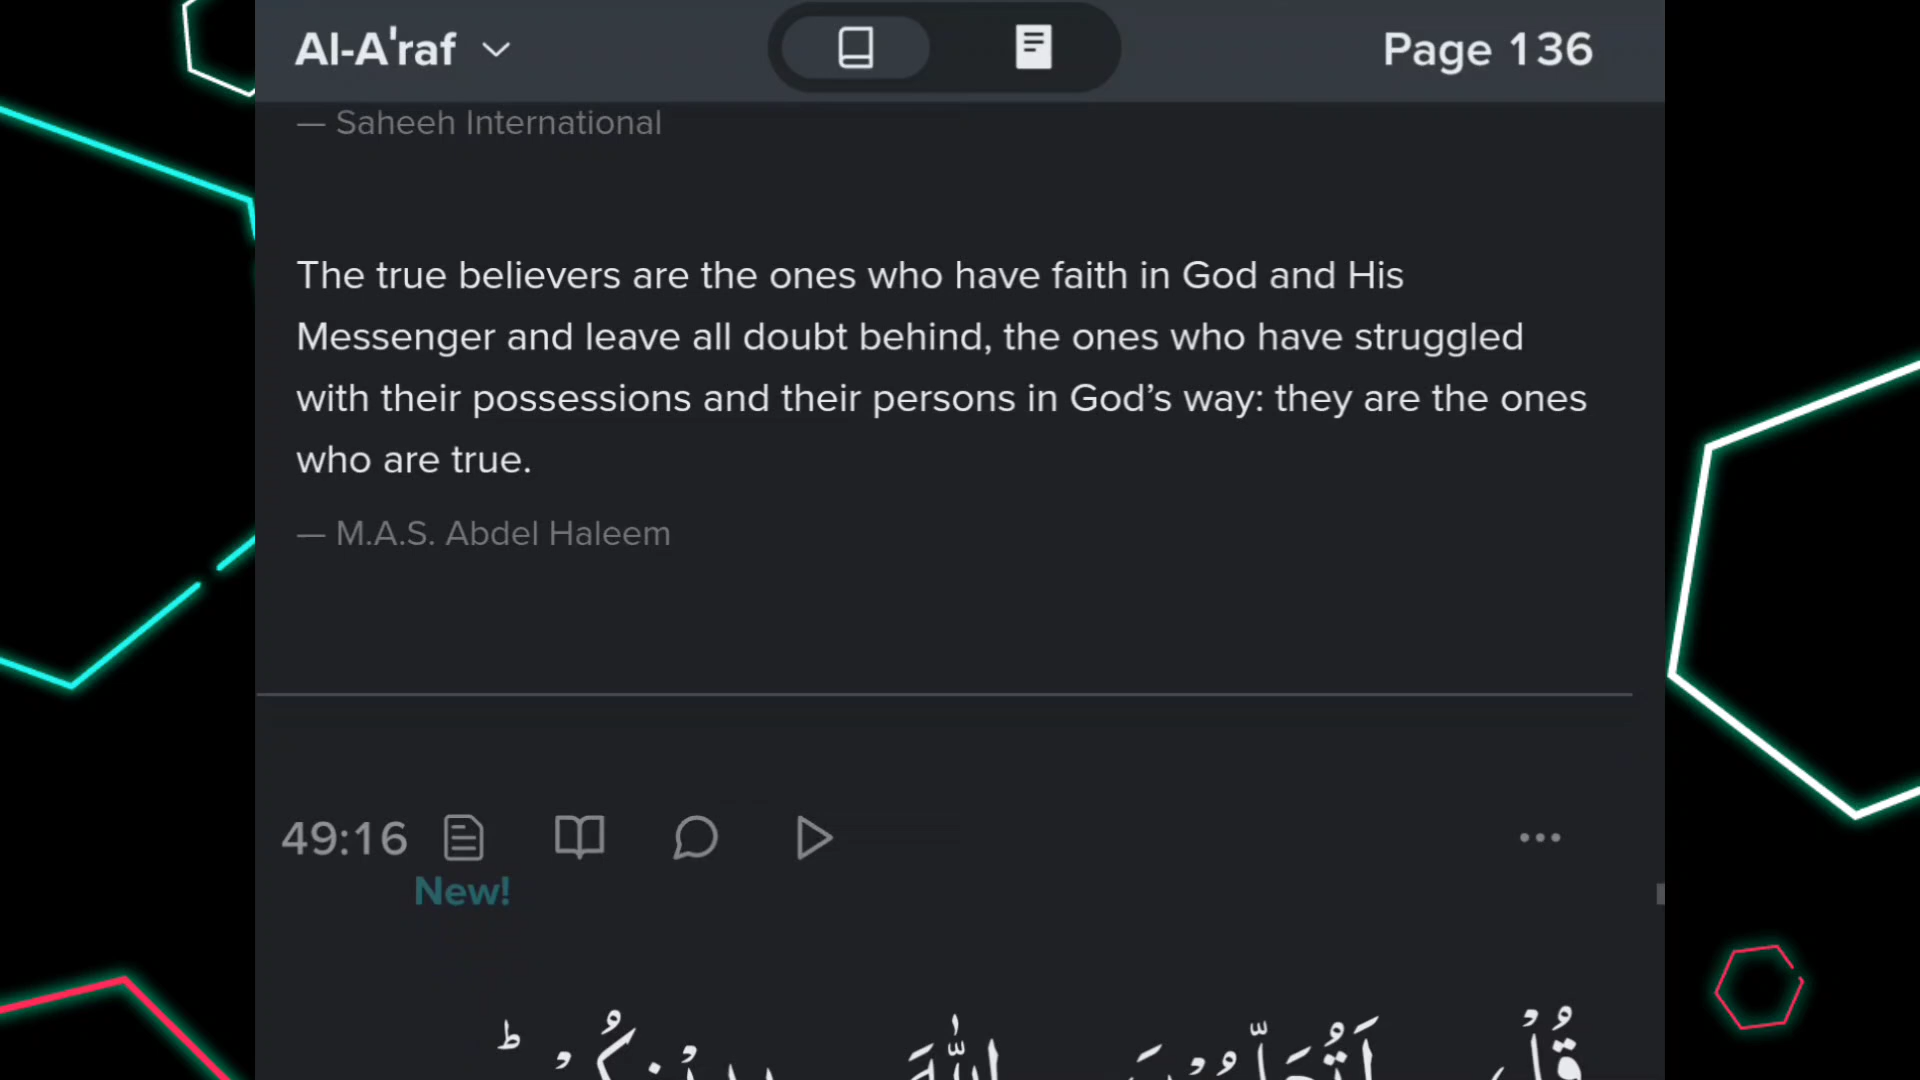 Al-A'raf
Page 136
— Saheeh International
The true believers are the ones who have faith in God and His
Messenger and leave all doubt behind, the ones who have struggled
with their possessions and their persons in God’s way: they are the ones
who are true.
— M.A.S. Abdel Haleem
49:16
New!